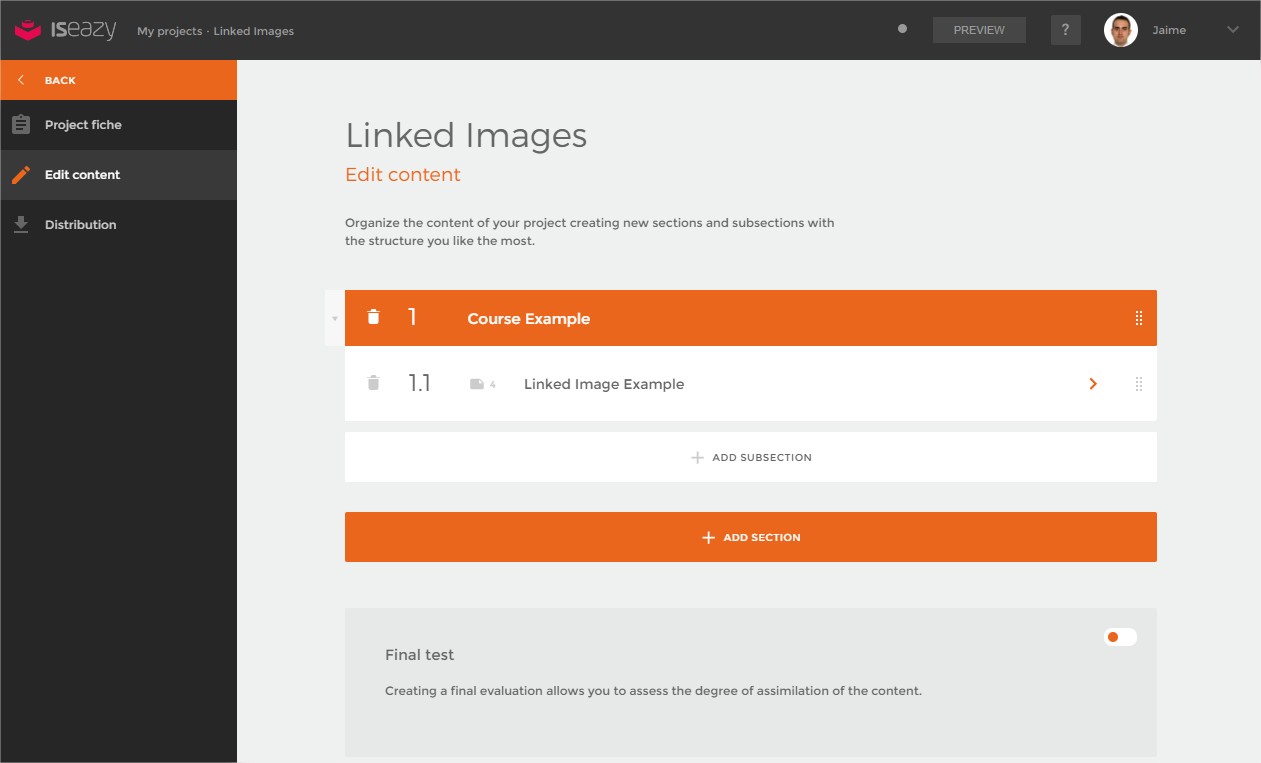 ISeazy
My projects - Linked Images
PREVIEW
?
Jaime
BACK
Project fiche
Edit content
Distribution
Linked Images
Edit content
Organize the content of your project creating new sections and subsections with
the structure you like the most.
1 Course Example
1.1 4 Linked Image Example
ADD SUBSECTION
ADD SECTION
Final test
Creating a final evaluation allows you to assess the degree of assimilation of the content.